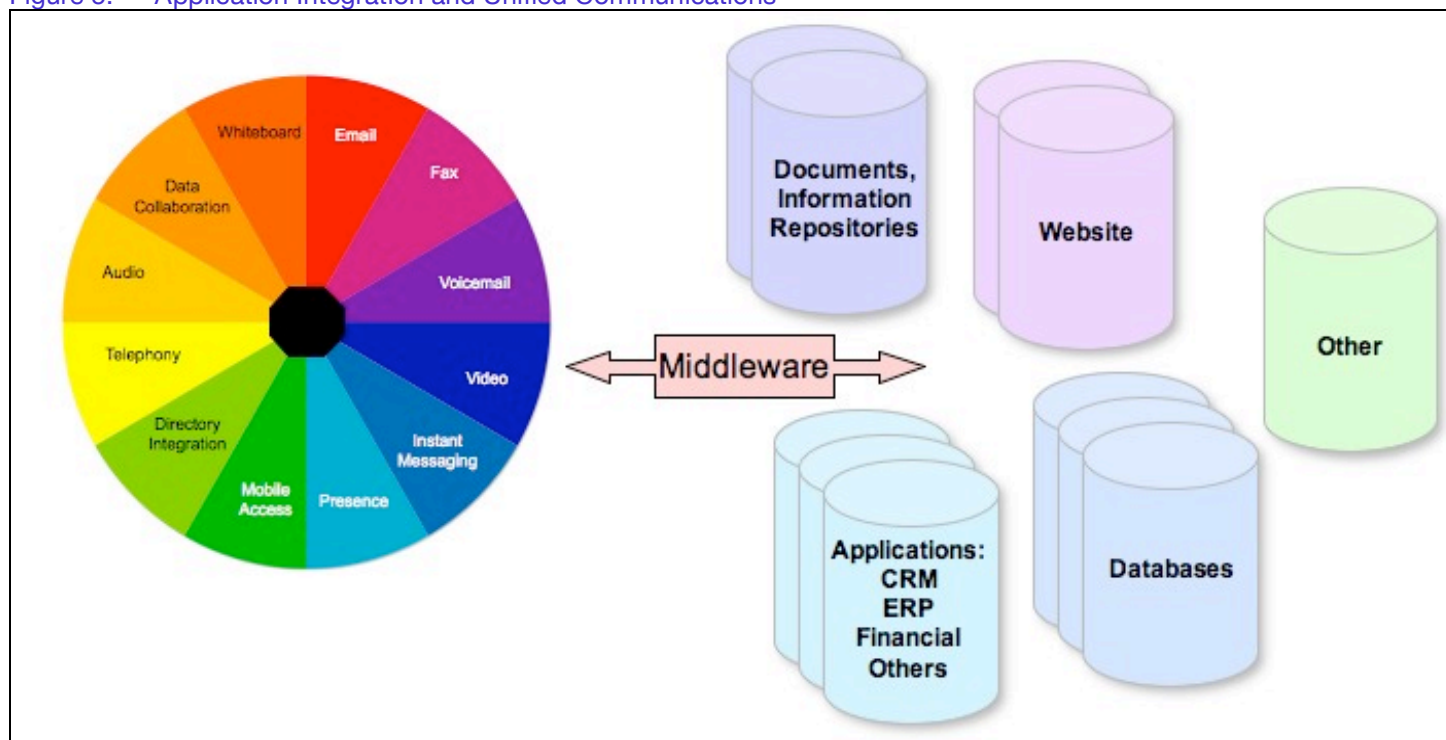 Application Integration and Unified Communications
Whiteboard
Email
Fax
Voicemail
Video
Instant
Messaging
Presence
Mobile
Access
Directory
Integration
Telephony
Audio
Data
Collaboration
Middleware
Documents,
Information
Repositories
Website
Other
Applications:
CRM
ERP
Financial
Others
Databases